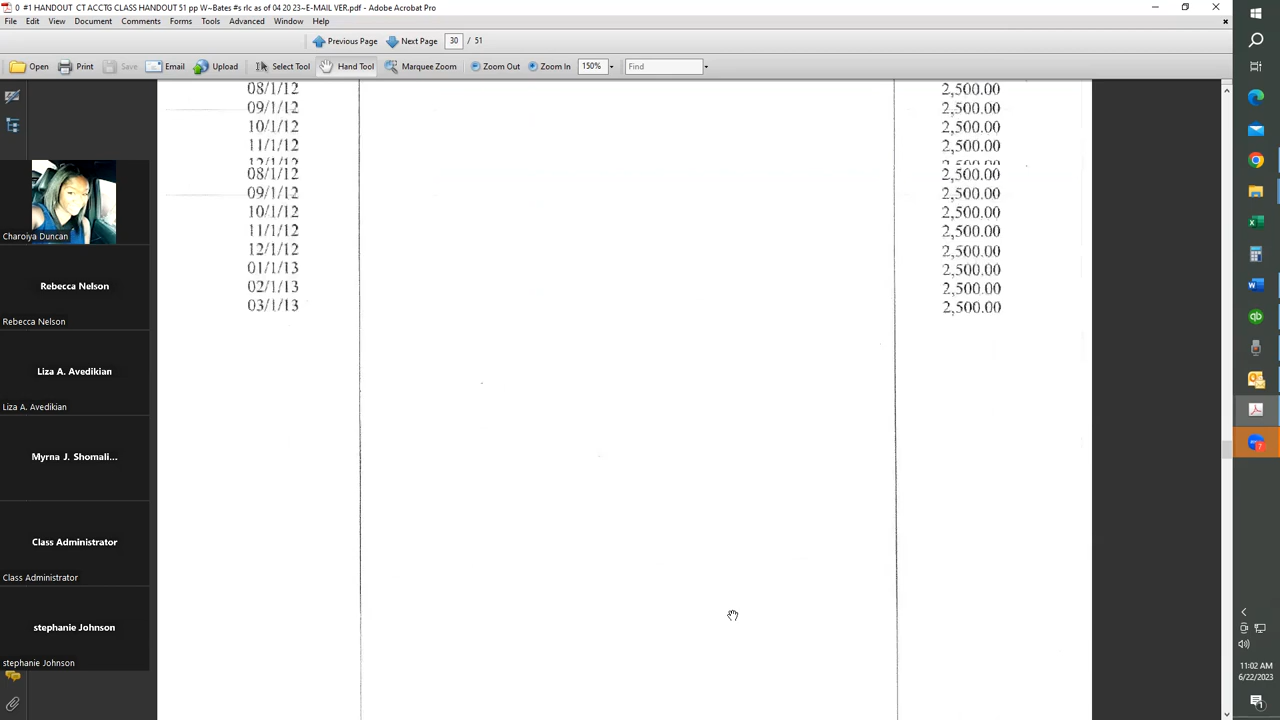 0 #1 HANDOUT CT ACCTG CLASS HANDOUT 51 pp W~Bates #s rlc as of 04 20 23~E-MAIL VER.pdf - Adobe Acrobat Pro
File Edit View Document Comments Forms Tools Advanced Window Help
Previous Page Next Page 30 / 51
Open Print Save Email Upload Select Tool Hand Tool Marquee Zoom Zoom Out Zoom In 150% Find
08/1/12 2,500.00
09/1/12 2,500.00
10/1/12 2,500.00
11/1/12 2,500.00
12/1/12 2,500.00
08/1/12 2,500.00
09/1/12 2,500.00
10/1/12 2,500.00
11/1/12 2,500.00
12/1/12 2,500.00
01/1/13 2,500.00
02/1/13 2,500.00
03/1/13 2,500.00
Charoiya Duncan
Rebecca Nelson
Rebecca Nelson
Liza A. Avedikian
Liza A. Avedikian
Myrna J. Shomali...
Class Administrator
Class Administrator
stephanie Johnson
stephanie Johnson
11:02 AM
6/22/2023